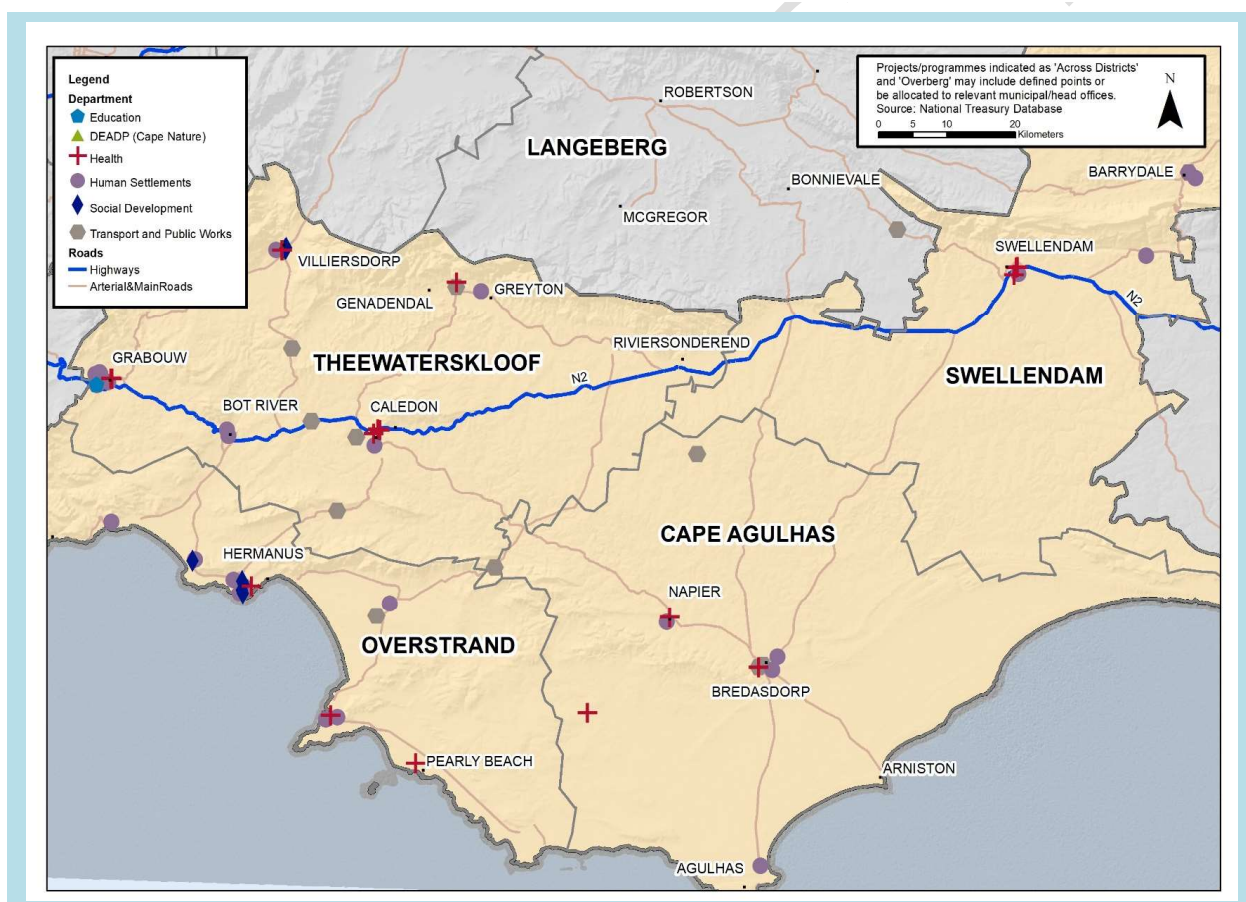 Legend
Department
Education
DEADP (Cape Nature)
Health
Human Settlements
Social Development
Transport and Public Works
Roads
Highways
Arterial&MainRoads
Projects/programmes indicated as 'Across Districts'
and 'Overberg' may include defined points or
be allocated to relevant municipal/head offices.
Source: National Treasury Database
0 5 10 20
Kilometers
N
ROBERTSON
LANGEBERG
BARRYDALE
BONNIEVALE
MCGREGOR
SWELLENDAM
VILLIERSDORP
GENADENDAL
GREYTON
N2
RIVIERSONDEREND
GRABOUW
THEEWATERSKLOOF
SWELLENDAM
N2
BOT RIVER
CALEDON
CAPE AGULHAS
HERMANUS
NAPIER
OVERSTRAND
BREDASDORP
PEARLY BEACH
ARNISTON
AGULHAS